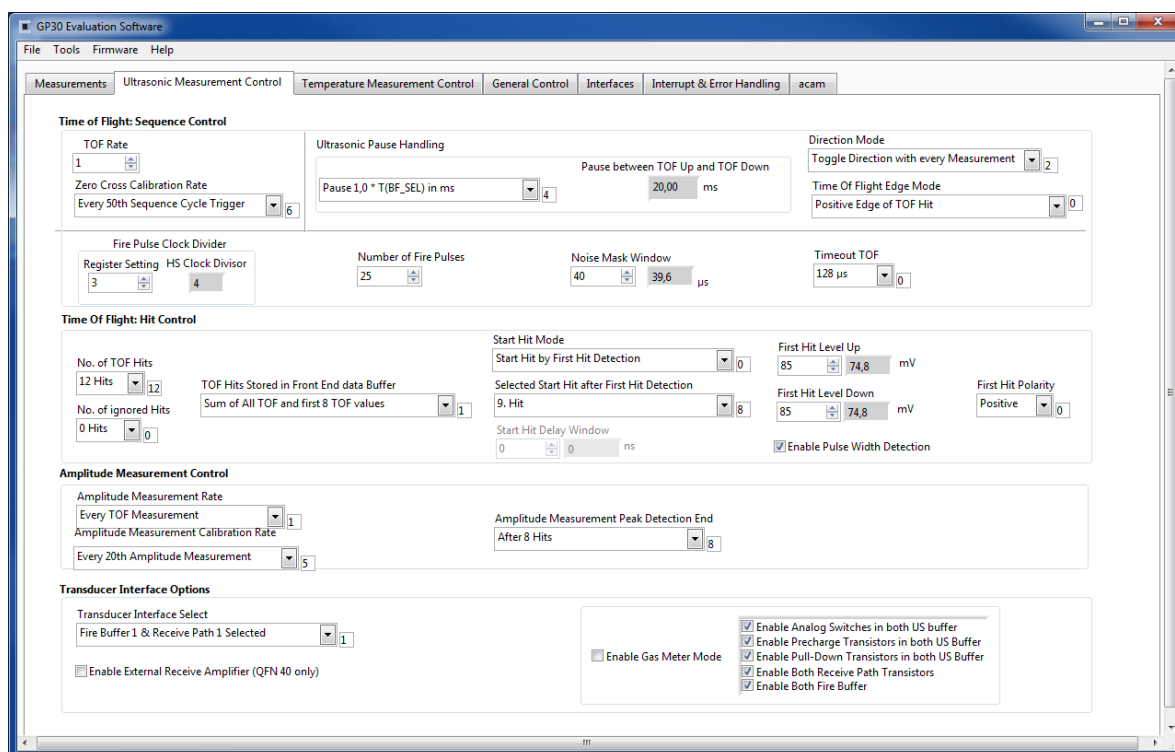 GP30 Evaluation Software
File Tools Firmware Help
Measurements Ultrasonic Measurement Control Temperature Measurement Control General Control Interfaces Interrupt & Error Handling acam
Time of Flight: Sequence Control
TOF Rate
1
Zero Cross Calibration Rate
Every 50th Sequence Cycle Trigger 6
Ultrasonic Pause Handling
Pause 1,0 * T(BF_SEL) in ms 4
Pause between TOF Up and TOF Down
20,00 ms
Direction Mode
Toggle Direction with every Measurement 2
Time Of Flight Edge Mode
Positive Edge of TOF Hit 0
Fire Pulse Clock Divider
Register Setting HS Clock Divisor
3 4
Number of Fire Pulses
25
Noise Mask Window
40 39,6 µs
Timeout TOF
128 µs 0
Time Of Flight: Hit Control
No. of TOF Hits
12 Hits 12
No. of ignored Hits
0 Hits 0
TOF Hits Stored in Front End data Buffer
Sum of All TOF and first 8 TOF values 1
Start Hit Mode
Start Hit by First Hit Detection 0
Selected Start Hit after First Hit Detection
9. Hit 8
Start Hit Delay Window
0 0 ns
First Hit Level Up
85 74,8 mV
First Hit Level Down
85 74,8 mV
Enable Pulse Width Detection
First Hit Polarity
Positive 0
Amplitude Measurement Control
Amplitude Measurement Rate
Every TOF Measurement 1
Amplitude Measurement Calibration Rate
Every 20th Amplitude Measurement 5
Amplitude Measurement Peak Detection End
After 8 Hits 8
Transducer Interface Options
Transducer Interface Select
Fire Buffer 1 & Receive Path 1 Selected 1
Enable External Receive Amplifier (QFN 40 only)
Enable Gas Meter Mode
Enable Analog Switches in both US buffer
Enable Precharge Transistors in both US Buffer
Enable Pull-Down Transistors in both US Buffer
Enable Both Receive Path Transistors
Enable Both Fire Buffer